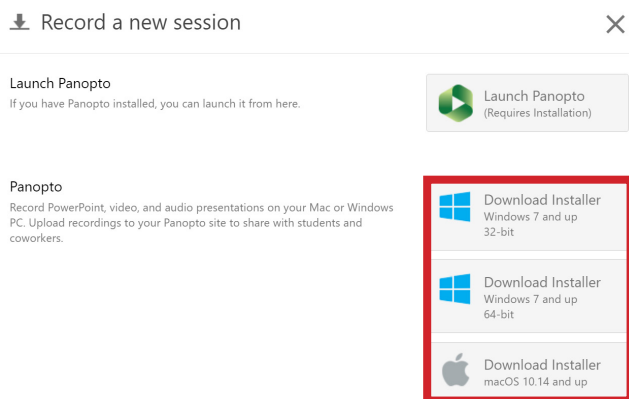 Record a new session
Launch Panopto
If you have Panopto installed, you can launch it from here.
Launch Panopto
(Requires Installation)
Panopto
Record PowerPoint, video, and audio presentations on your Mac or Windows
PC. Upload recordings to your Panopto site to share with students and
coworkers.
Download Installer
Windows 7 and up
32-bit
Download Installer
Windows 7 and up
64-bit
Download Installer
macOS 10.14 and up